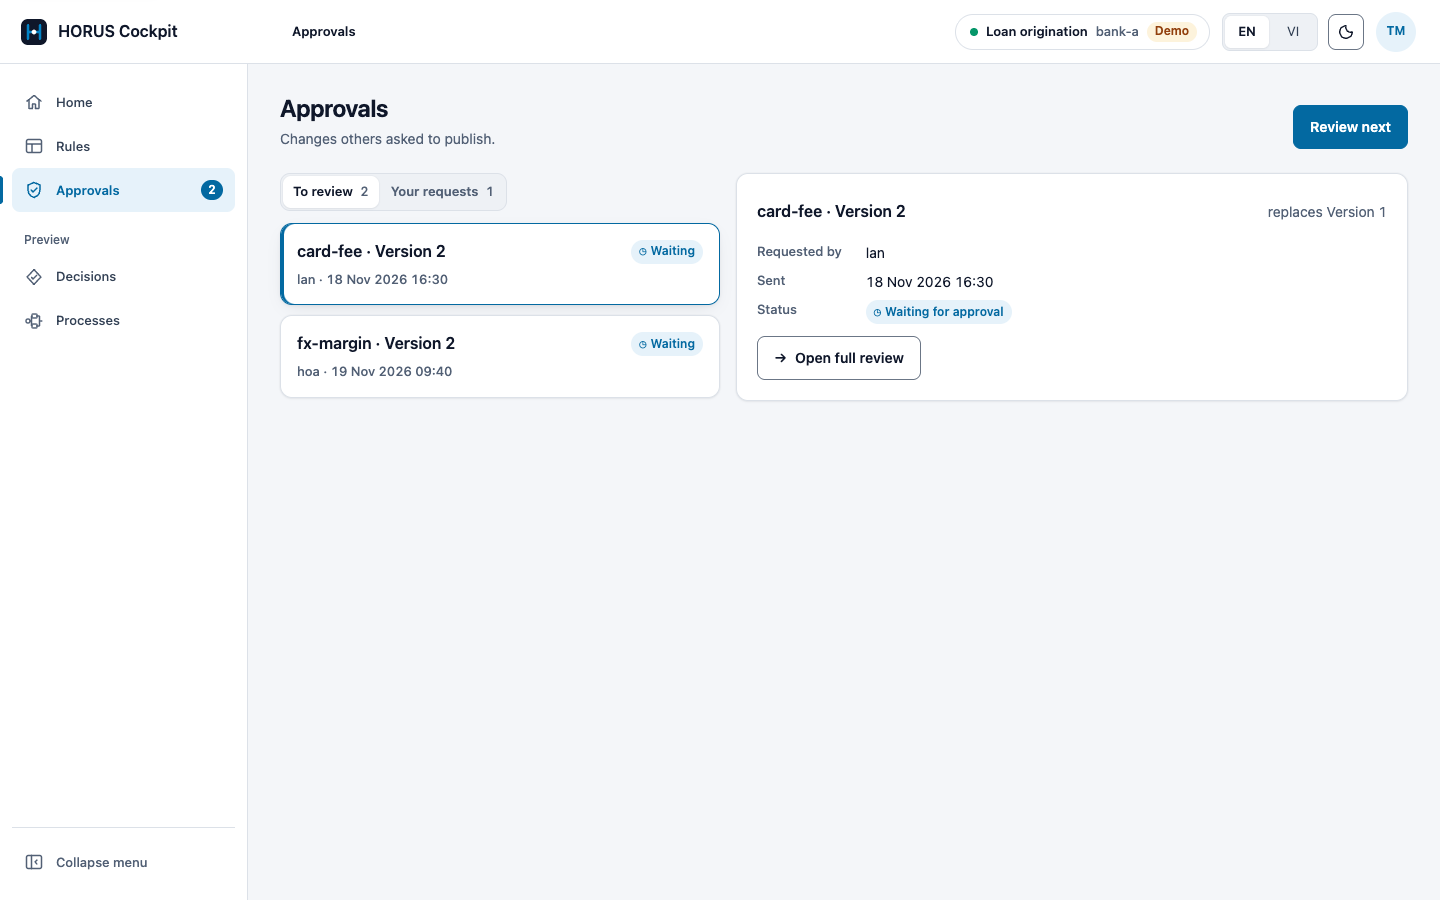 HORUS Cockpit
Approvals
Loan origination bank-a Demo
EN VI
TM
Home
Rules
Approvals 2
Preview
Decisions
Processes
Collapse menu
Approvals
Changes others asked to publish.
Review next
To review 2 Your requests 1
card-fee · Version 2 Waiting
lan · 18 Nov 2026 16:30
fx-margin · Version 2 Waiting
hoa · 19 Nov 2026 09:40
card-fee · Version 2 replaces Version 1
Requested by lan
Sent 18 Nov 2026 16:30
Status Waiting for approval
Open full review